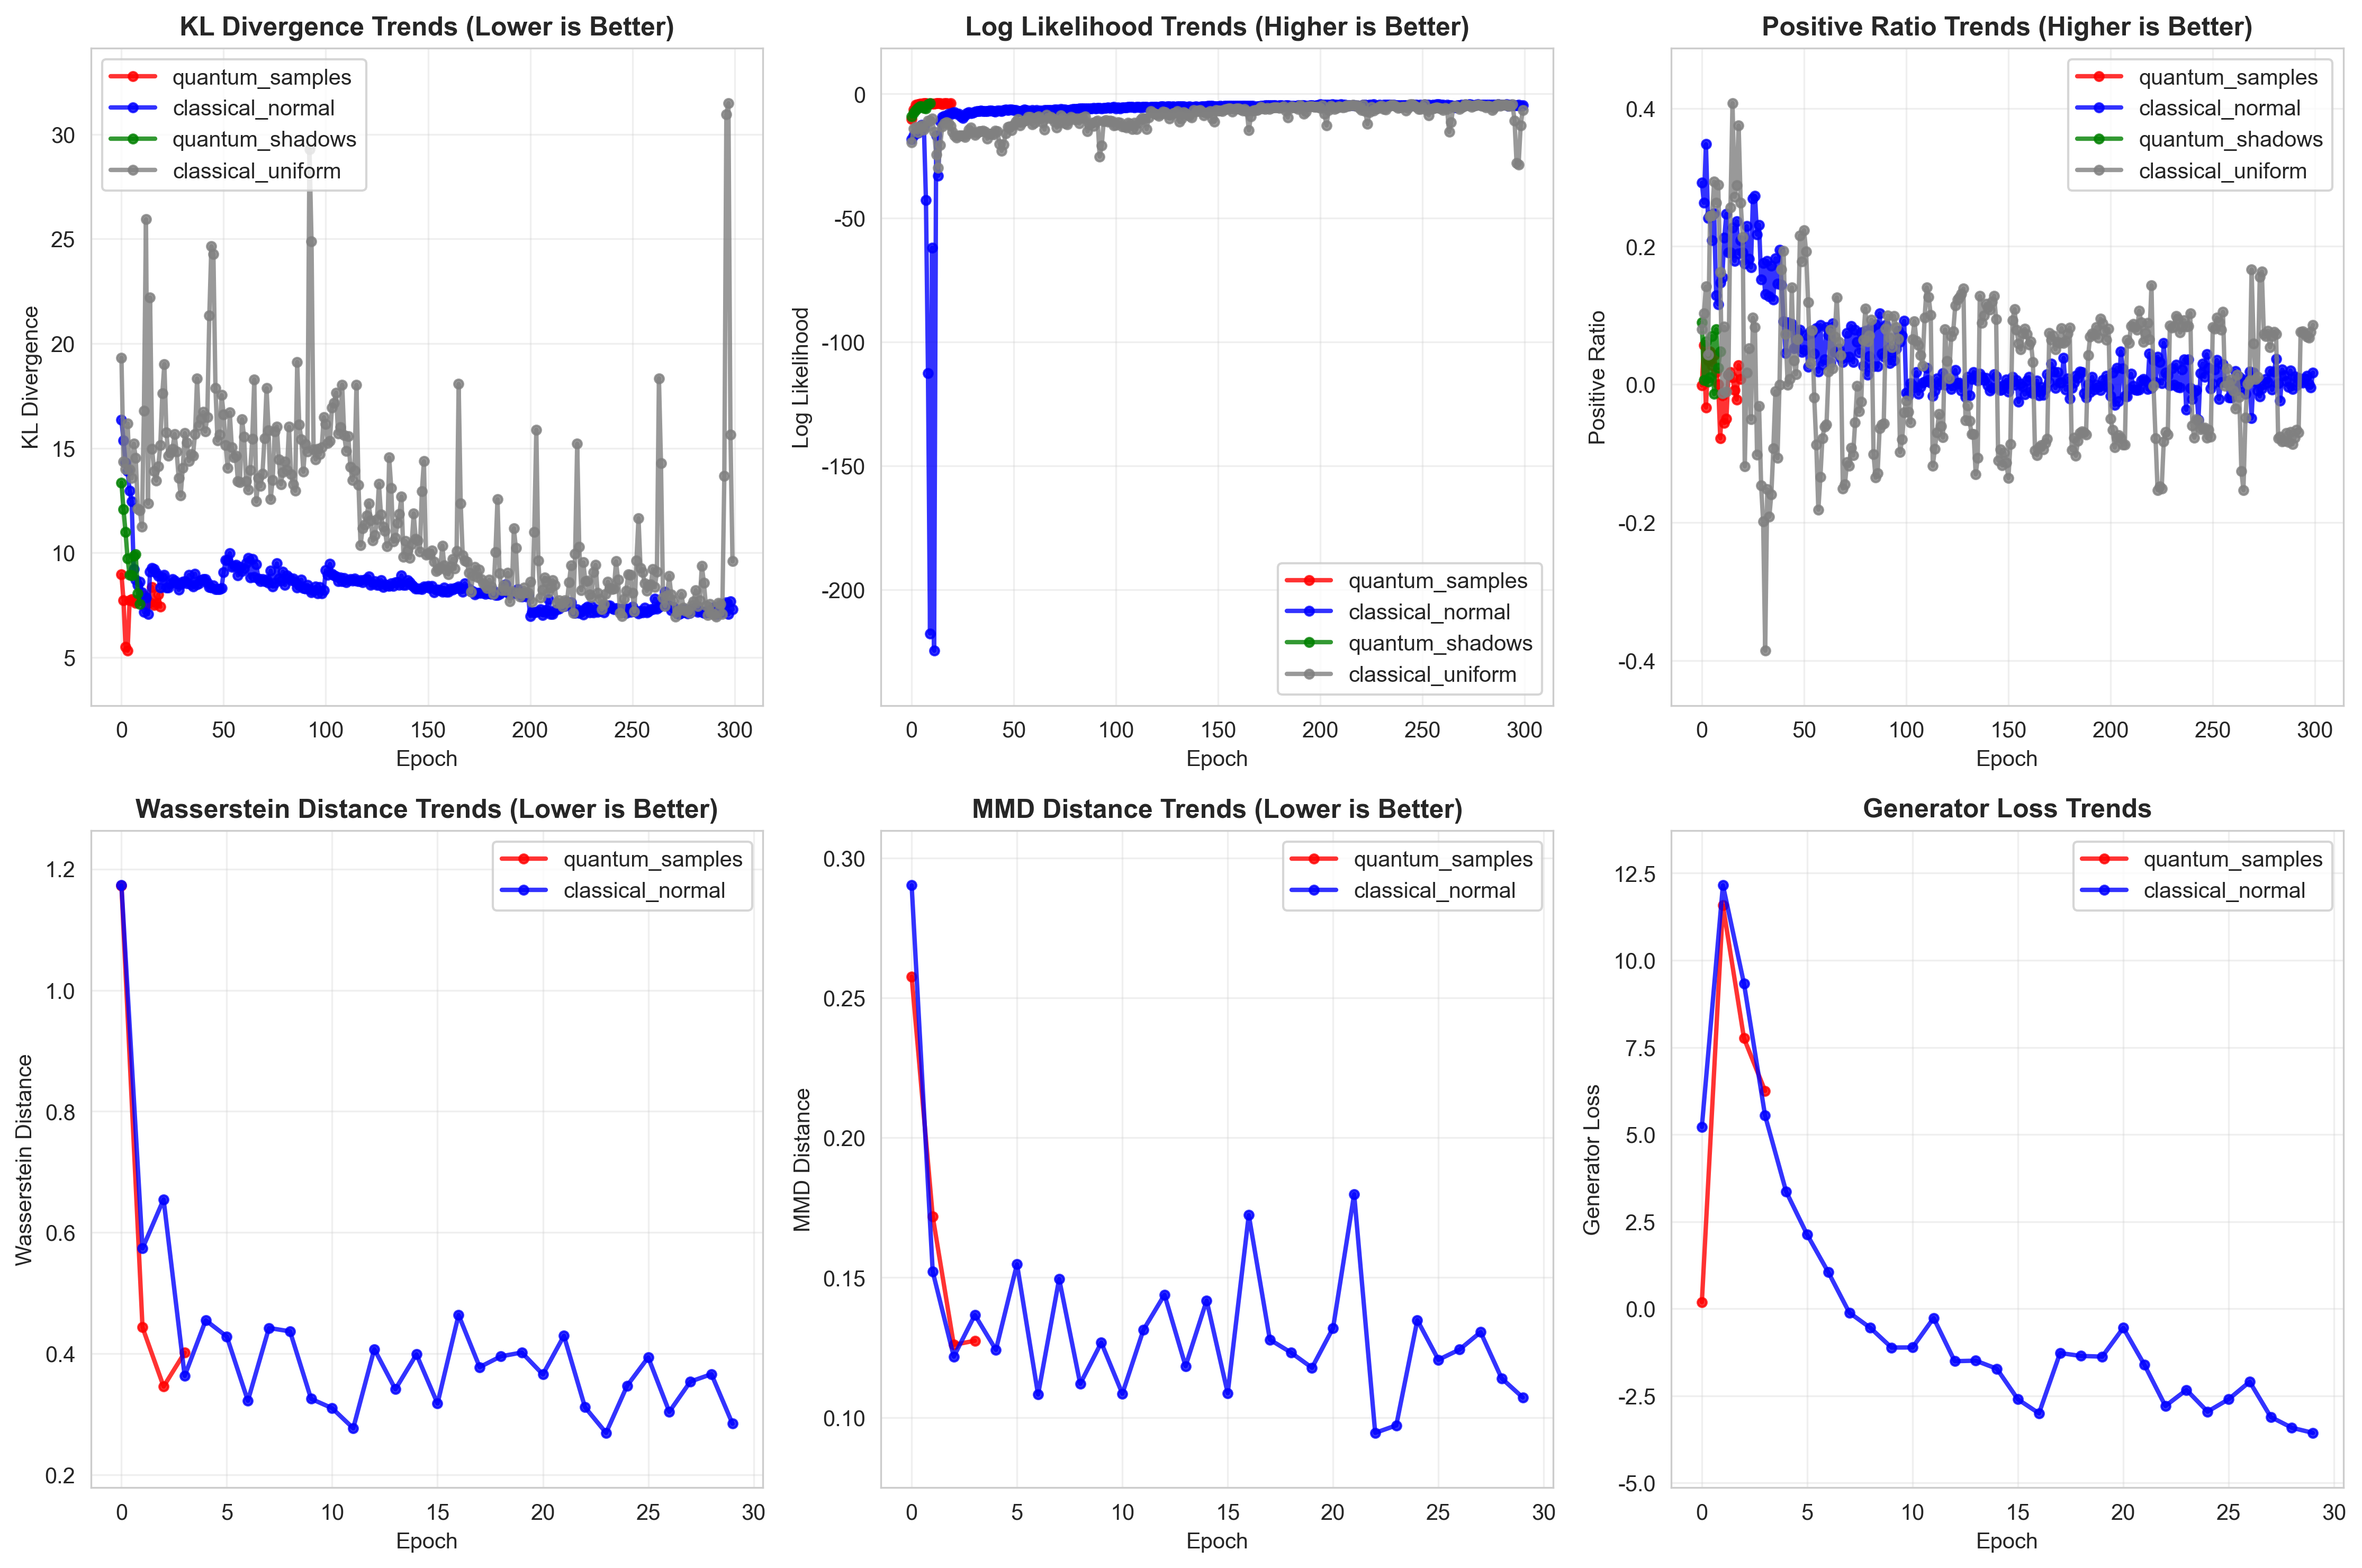 KL Divergence Trends (Lower is Better)
quantum_samples
classical_normal
quantum_shadows
classical_uniform
KL Divergence
30
25
20
15
10
5
0 50 100 150 200 250 300
Epoch
Log Likelihood Trends (Higher is Better)
Log Likelihood
0
-50
-100
-150
-200
quantum_samples
classical_normal
quantum_shadows
classical_uniform
0 50 100 150 200 250 300
Epoch
Positive Ratio Trends (Higher is Better)
quantum_samples
classical_normal
quantum_shadows
classical_uniform
Positive Ratio
0.4
0.2
0.0
-0.2
-0.4
0 50 100 150 200 250 300
Epoch
Wasserstein Distance Trends (Lower is Better)
quantum_samples
classical_normal
Wasserstein Distance
1.2
1.0
0.8
0.6
0.4
0.2
0 5 10 15 20 25 30
Epoch
MMD Distance Trends (Lower is Better)
quantum_samples
classical_normal
MMD Distance
0.30
0.25
0.20
0.15
0.10
0 5 10 15 20 25 30
Epoch
Generator Loss Trends
quantum_samples
classical_normal
Generator Loss
12.5
10.0
7.5
5.0
2.5
0.0
-2.5
-5.0
0 5 10 15 20 25 30
Epoch